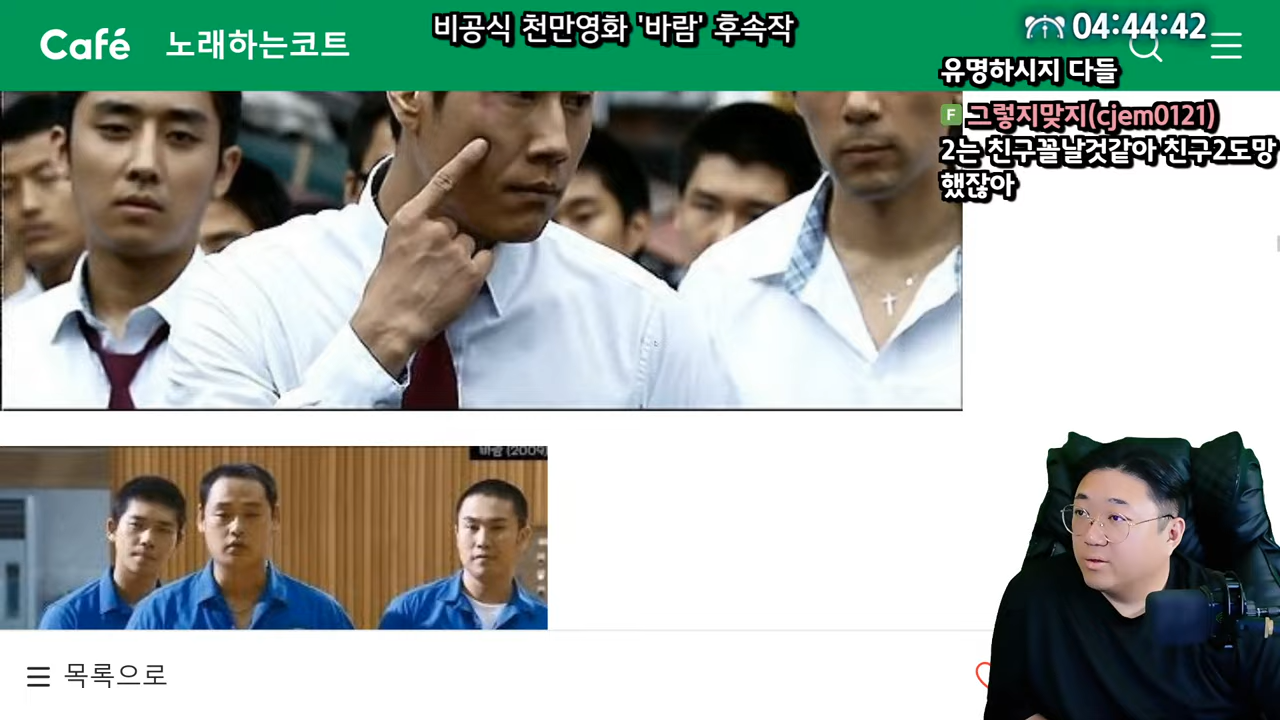 Café 노래하는코트
비공식 천만영화 '바람' 후속작
04:44:42
유명하시지 다들
F 그렇지맞지(cjem0121)
2는 친구꼴날것같아 친구2도망
했잖아
바람 (2009)
목록으로